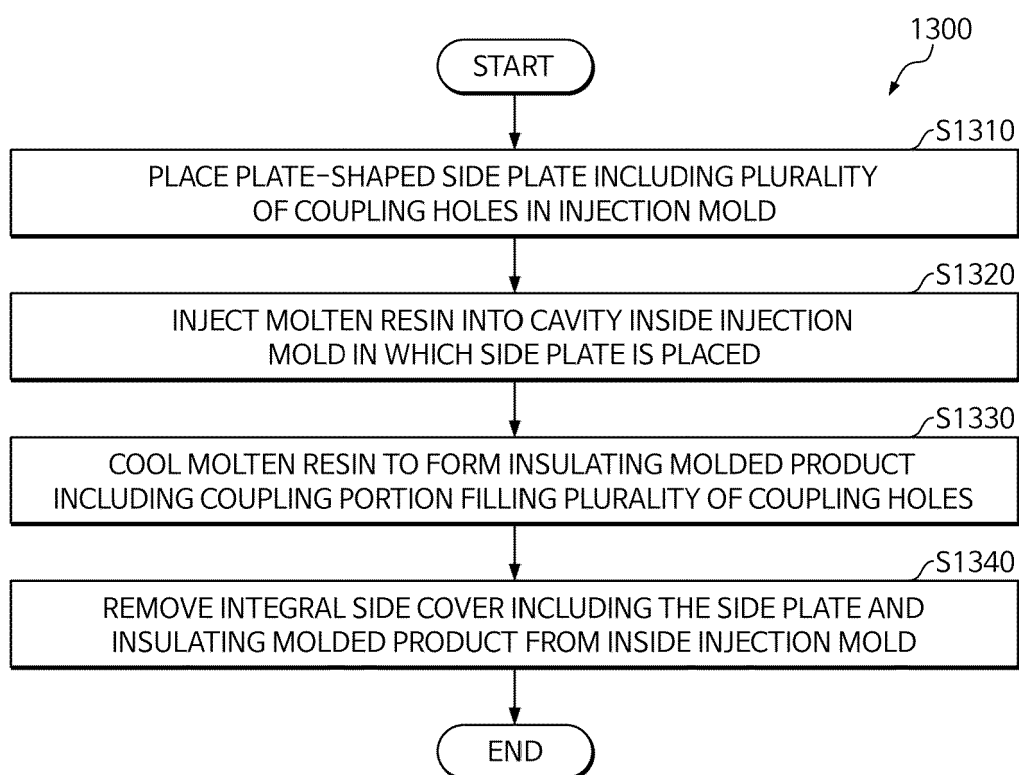 1300
START
S1310
PLACE PLATE-SHAPED SIDE PLATE INCLUDING PLURALITY
OF COUPLING HOLES IN INJECTION MOLD
S1320
INJECT MOLTEN RESIN INTO CAVITY INSIDE INJECTION
MOLD IN WHICH SIDE PLATE IS PLACED
S1330
COOL MOLTEN RESIN TO FORM INSULATING MOLDED PRODUCT
INCLUDING COUPLING PORTION FILLING PLURALITY OF COUPLING HOLES
S1340
REMOVE INTEGRAL SIDE COVER INCLUDING THE SIDE PLATE AND
INSULATING MOLDED PRODUCT FROM INSIDE INJECTION MOLD
END